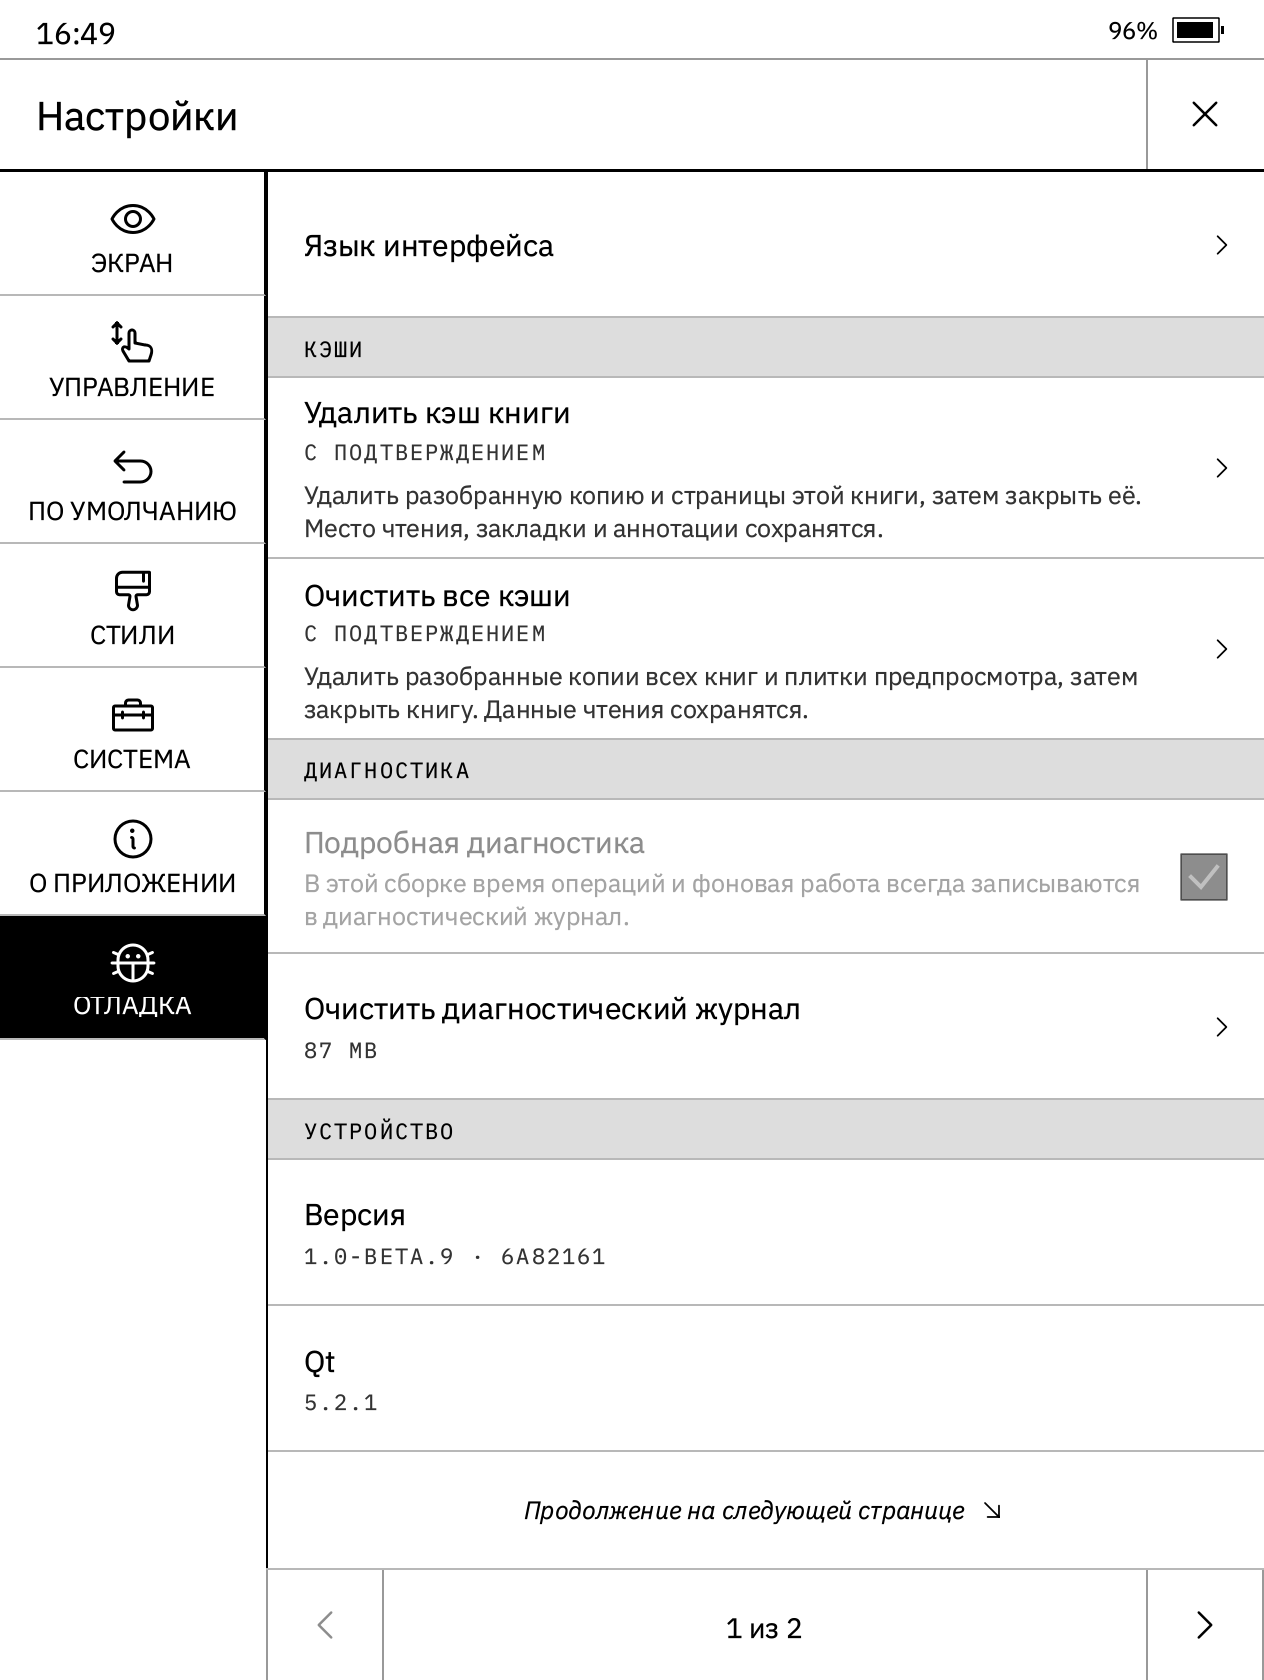 16:49
96%
Настройки
ЭКРАН
УПРАВЛЕНИЕ
ПО УМОЛЧАНИЮ
СТИЛИ
СИСТЕМА
О ПРИЛОЖЕНИИ
ОТЛАДКА
Язык интерфейса
КЭШИ
Удалить кэш книги
С ПОДТВЕРЖДЕНИЕМ
Удалить разобранную копию и страницы этой книги, затем закрыть её.
Место чтения, закладки и аннотации сохранятся.
Очистить все кэши
С ПОДТВЕРЖДЕНИЕМ
Удалить разобранные копии всех книг и плитки предпросмотра, затем
закрыть книгу. Данные чтения сохранятся.
ДИАГНОСТИКА
Подробная диагностика
В этой сборке время операций и фоновая работа всегда записываются
в диагностический журнал.
Очистить диагностический журнал
87 MB
УСТРОЙСТВО
Версия
1.0-BETA.9 · 6A82161
Qt
5.2.1
Продолжение на следующей странице
1 из 2